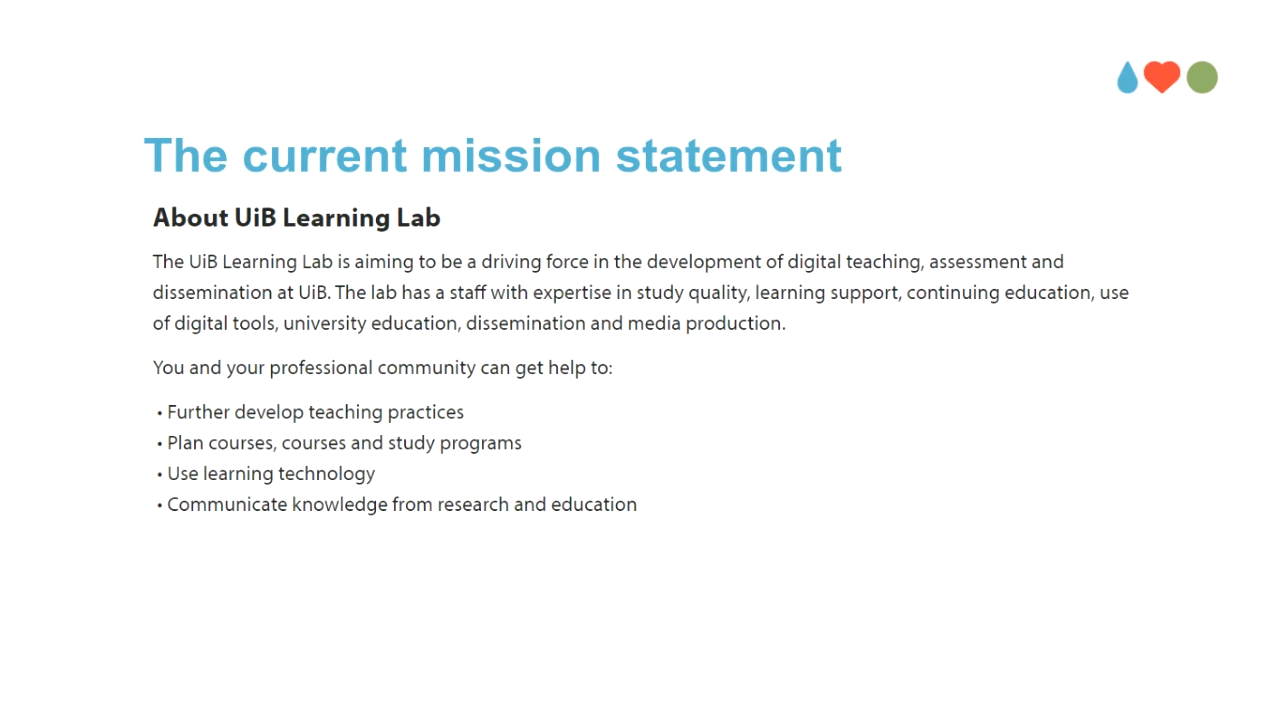 The current mission statement
About UiB Learning Lab
The UiB Learning Lab is aiming to be a driving force in the development of digital teaching, assessment and
dissemination at UiB. The lab has a staff with expertise in study quality, learning support, continuing education, use
of digital tools, university education, dissemination and media production.
You and your professional community can get help to:
• Further develop teaching practices
• Plan courses, courses and study programs
• Use learning technology
• Communicate knowledge from research and education